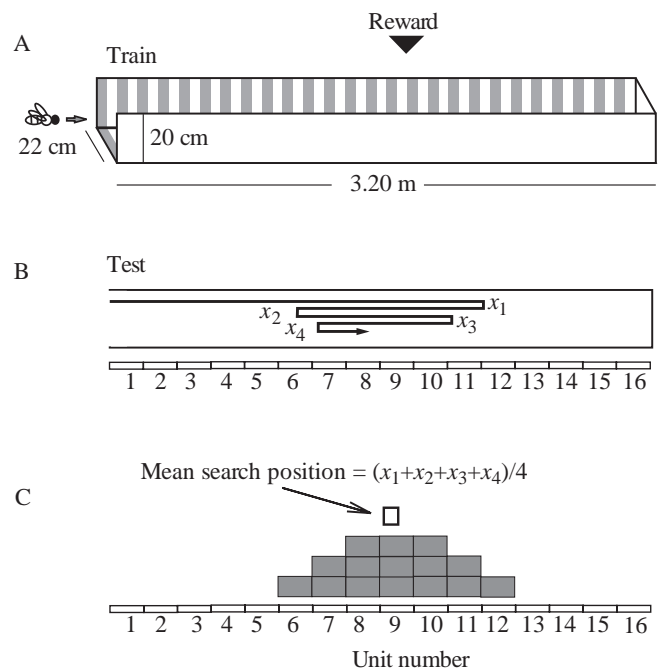 Reward
A
Train
20 cm
22 cm
3.20 m
B
Test
x1
x2
x3
x4
1 2 3 4 5 6 7 8 9 10 11 12 13 14 15 16
Mean search position = (x1+x2+x3+x4)/4
C
1 2 3 4 5 6 7 8 9 10 11 12 13 14 15 16
Unit number